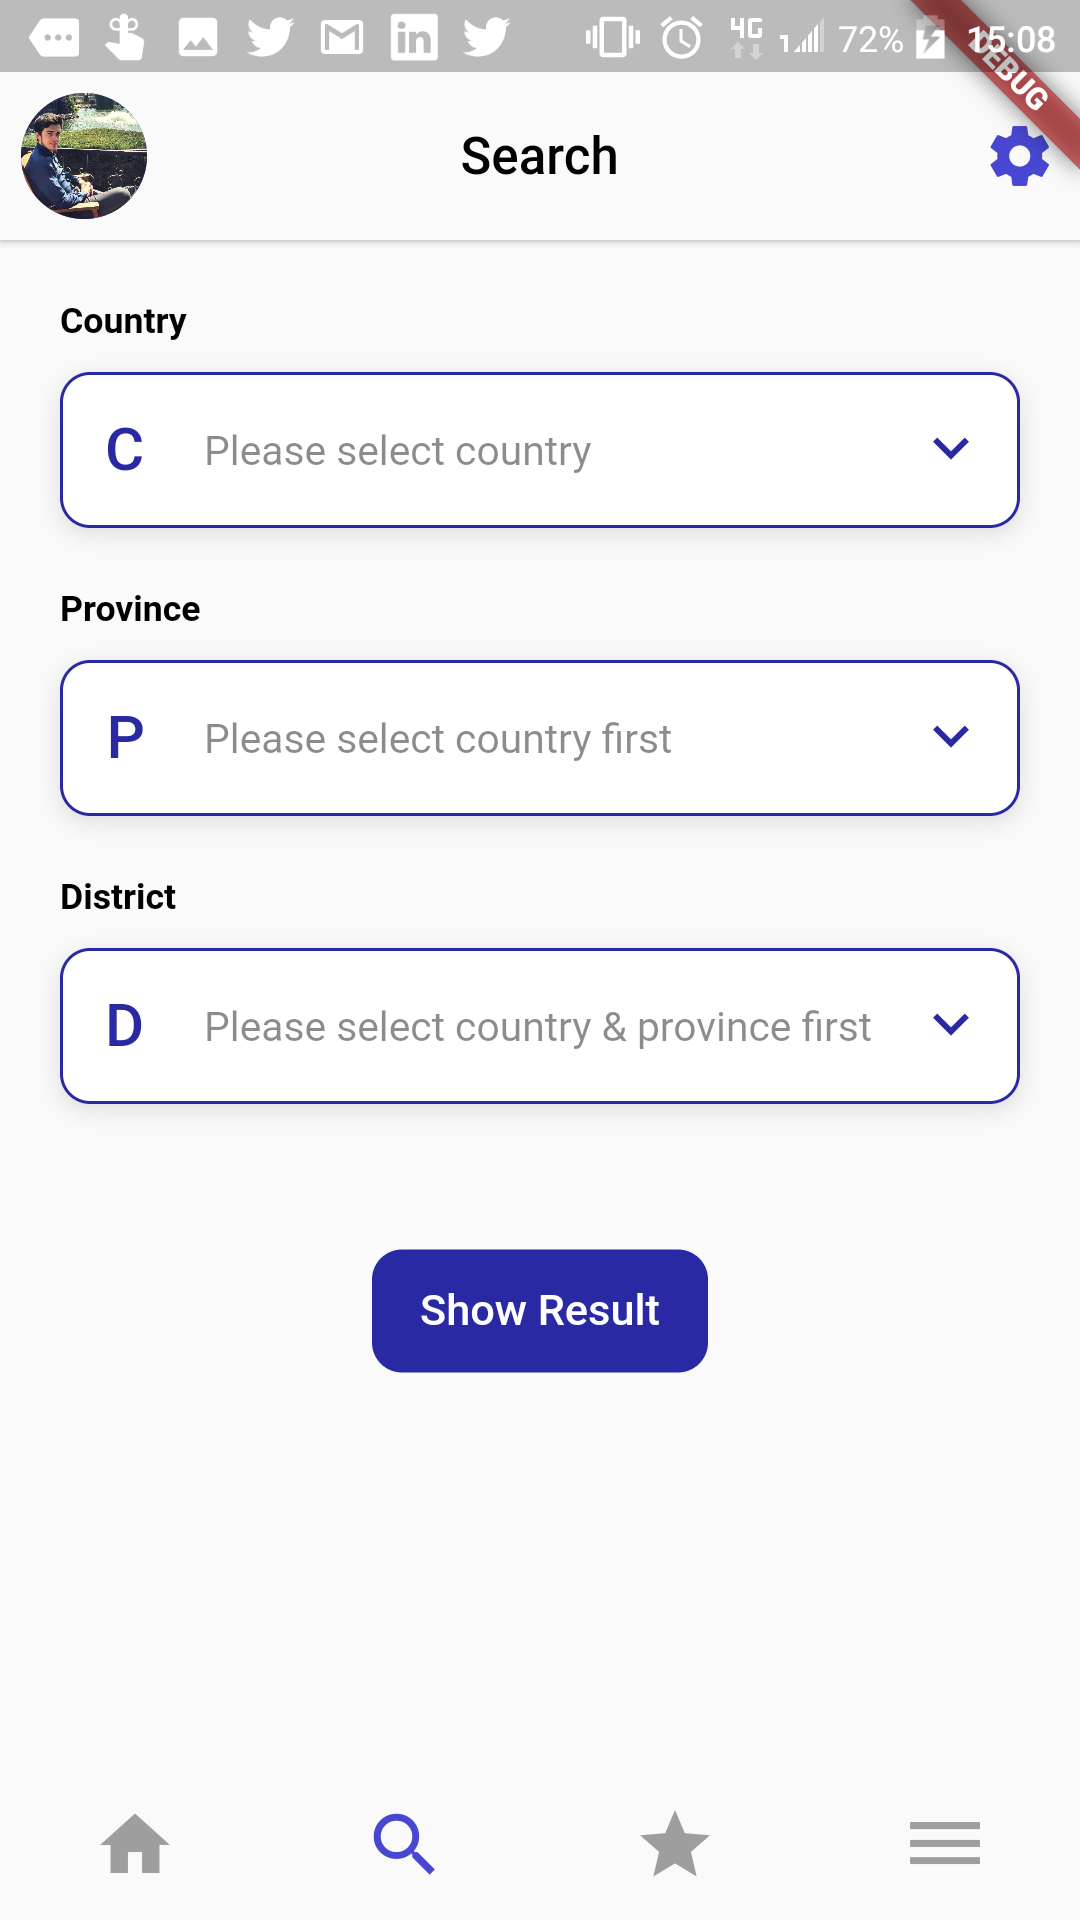 4G 72% 15:08
DEBUG
Search
Country
C Please select country
Province
P Please select country first
District
D Please select country & province first
Show Result